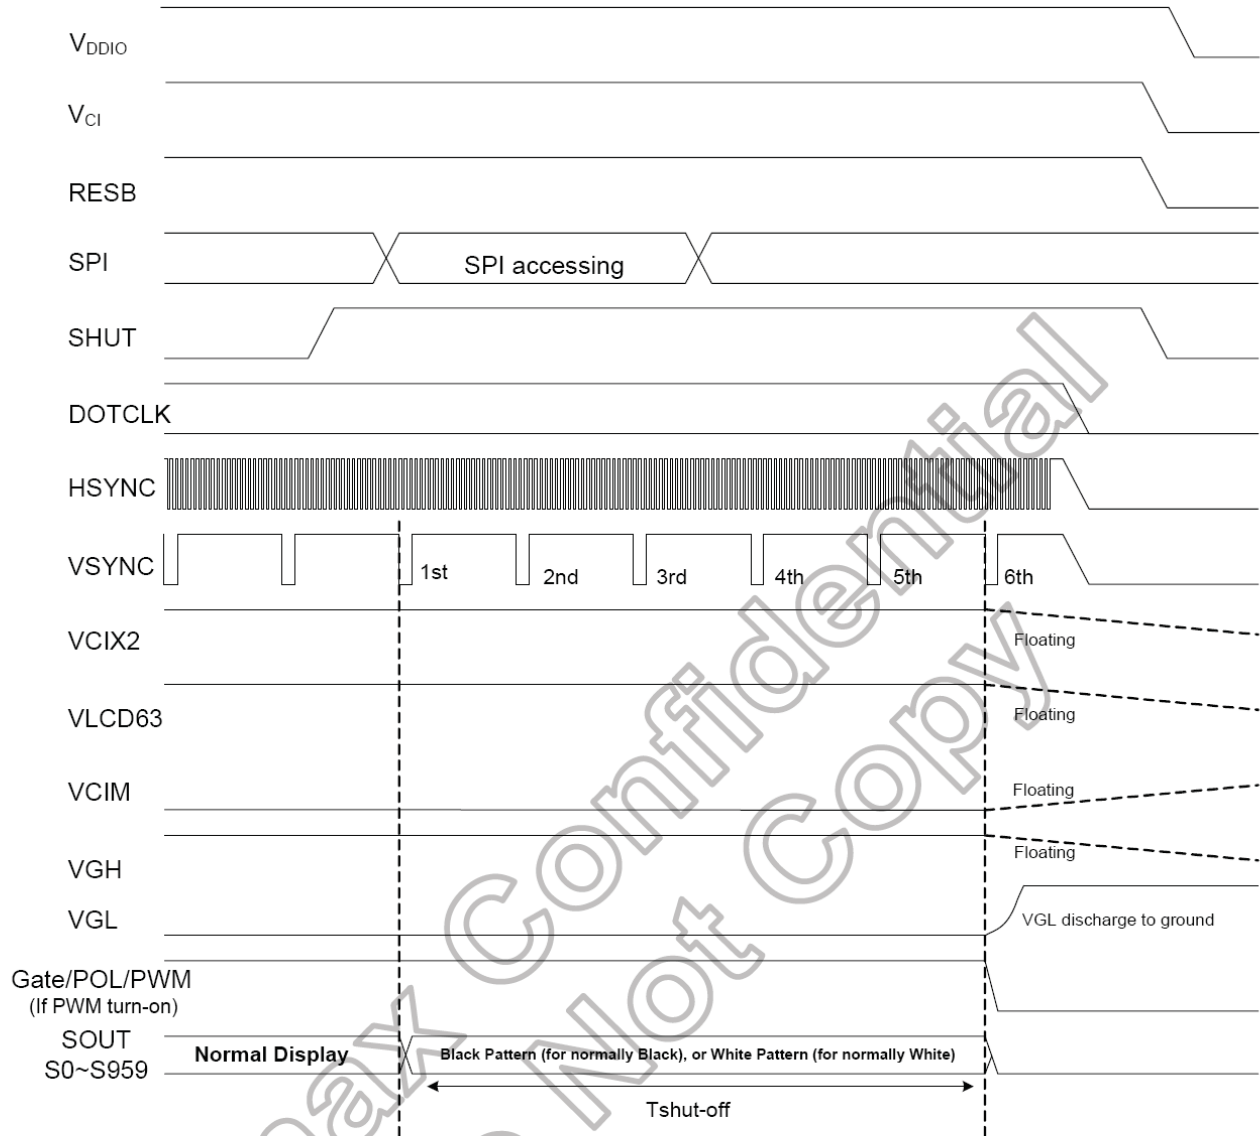 VDDIO
VCI
RESB
SPI
SPI accessing
SHUT
DOTCLK
HSYNC
VSYNC
1st
2nd
3rd
4th
5th
6th
VCIX2
Floating
VLCD63
Floating
VCIM
Floating
VGH
Floating
VGL
VGL discharge to ground
Gate/POL/PWM
(If PWM turn-on)
SOUT
S0~S959
Normal Display
Black Pattern (for normally Black), or White Pattern (for normally White)
Tshut-off
ax Confidential
Not Copy